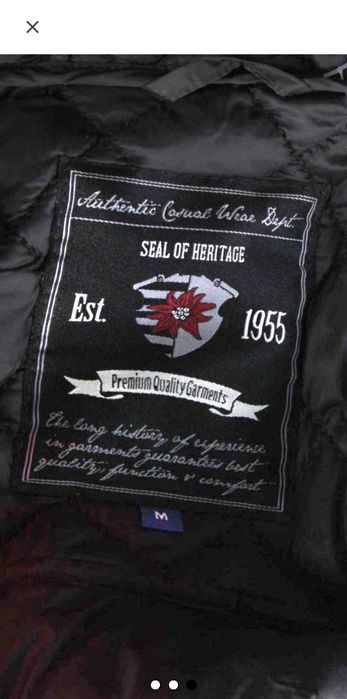 Authentic Casual Wear Dept.
SEAL OF HERITAGE
Est.
1955
Premium Quality Garments
the long history of experience
in garments guarantees best
quality, function & comfort
M